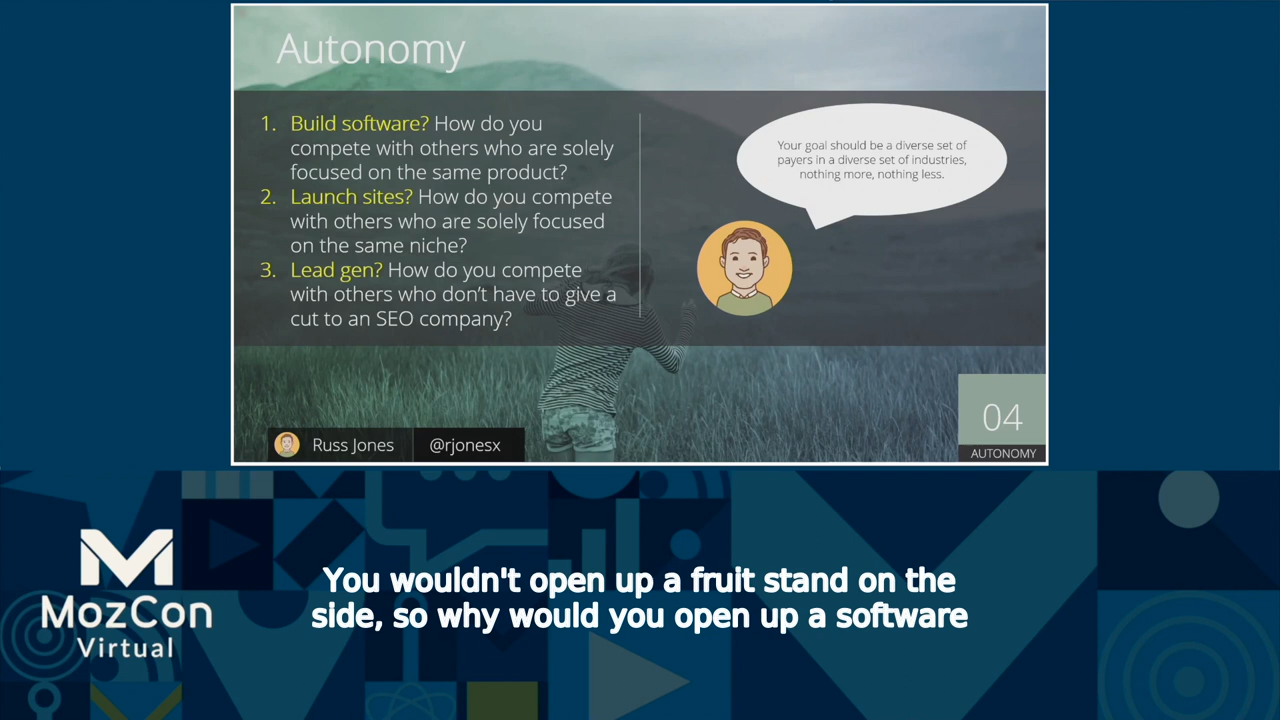 Autonomy
1. Build software? How do you
compete with others who are solely
focused on the same product?
2. Launch sites? How do you compete
with others who are solely focused
on the same niche?
3. Lead gen? How do you compete
with others who don't have to give a
cut to an SEO company?
Your goal should be a diverse set of
payers in a diverse set of industries,
nothing more, nothing less.
Russ Jones
@rjonesx
04
AUTONOMY
MozCon
Virtual
You wouldn't open up a fruit stand on the
side, so why would you open up a software